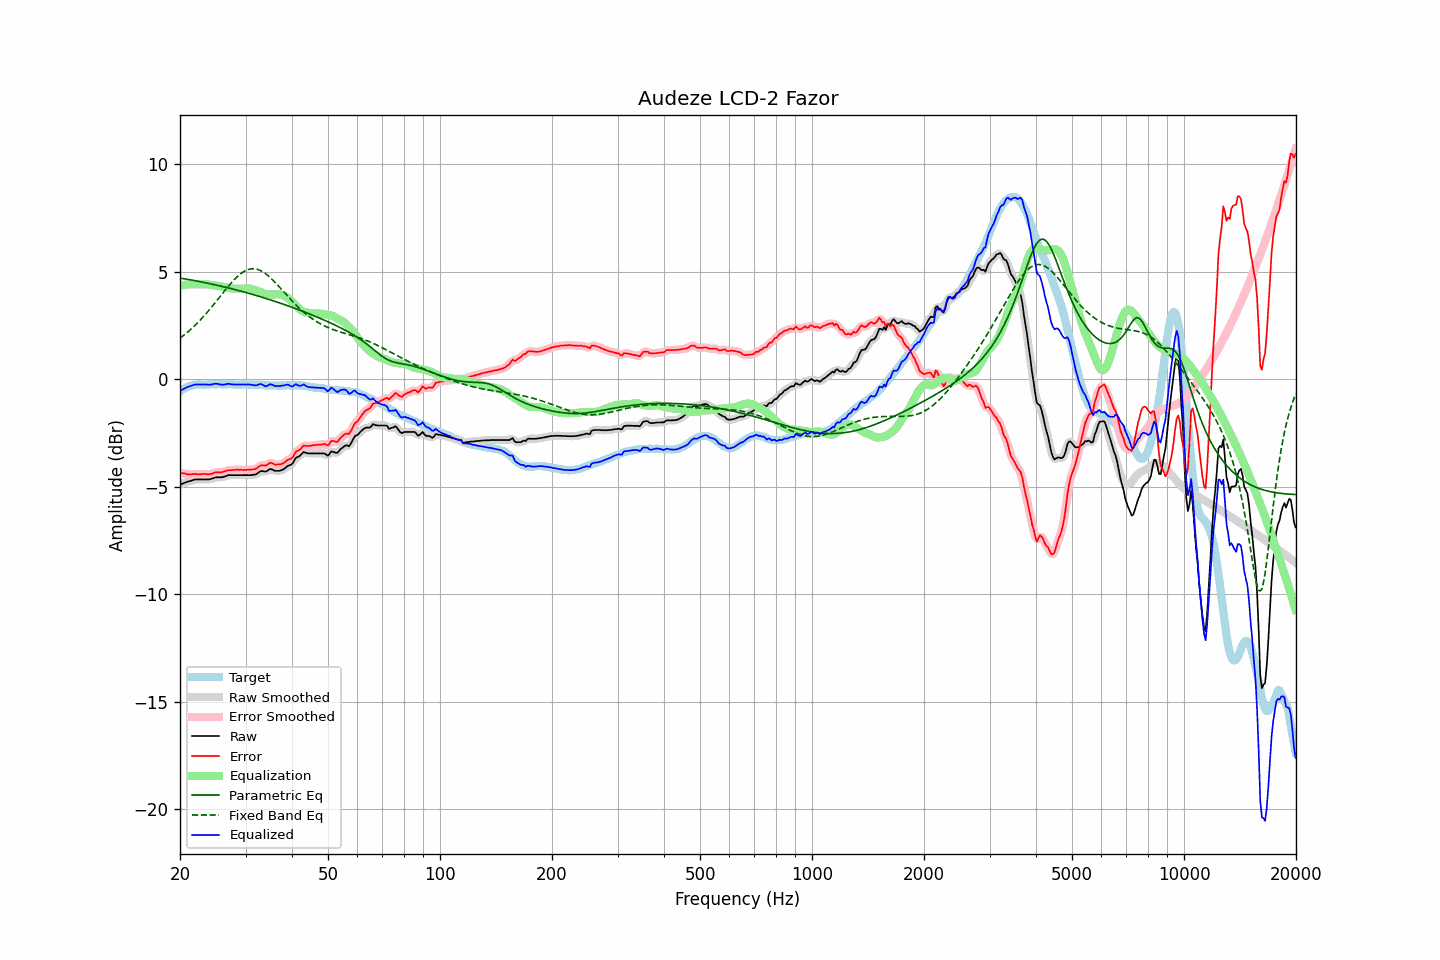 Audeze LCD-2 Fazor
Amplitude (dBr)
10
5
0
−5
−10
−15
−20
Target
Raw Smoothed
Error Smoothed
Raw
Error
Equalization
Parametric Eq
Fixed Band Eq
Equalized
20 50 100 200 500 1000 2000 5000 10000 20000
Frequency (Hz)